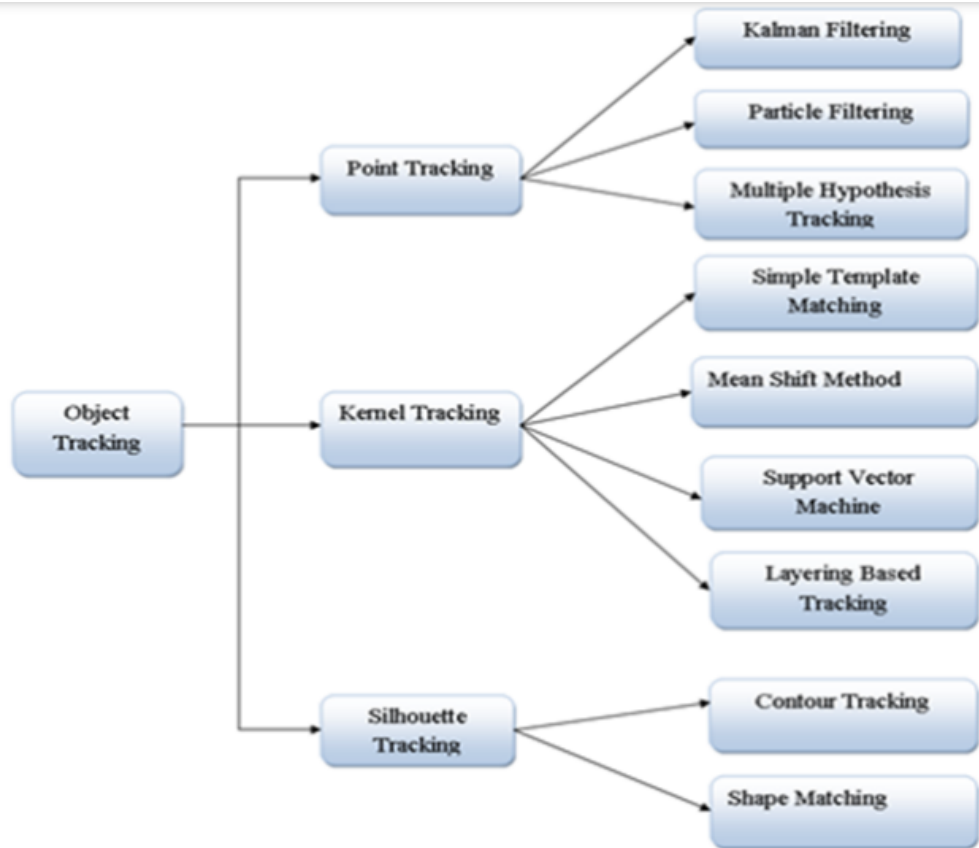 Kalman Filtering
Particle Filtering
Point Tracking
Multiple Hypothesis
Tracking
Simple Template
Matching
Mean Shift Method
Object
Tracking
Kernel Tracking
Support Vector
Machine
Layering Based
Tracking
Silhouette
Tracking
Contour Tracking
Shape Matching